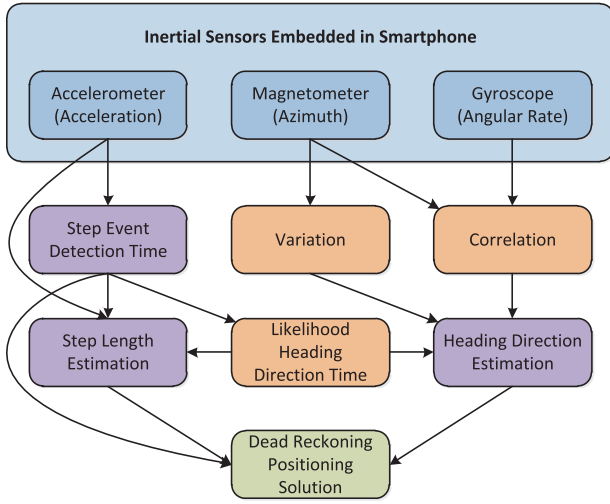 Inertial Sensors Embedded in Smartphone
Accelerometer
(Acceleration)
Magnetometer
(Azimuth)
Gyroscope
(Angular Rate)
Step Event
Detection Time
Variation
Correlation
Step Length
Estimation
Likelihood
Heading
Direction Time
Heading Direction
Estimation
Dead Reckoning
Positioning
Solution